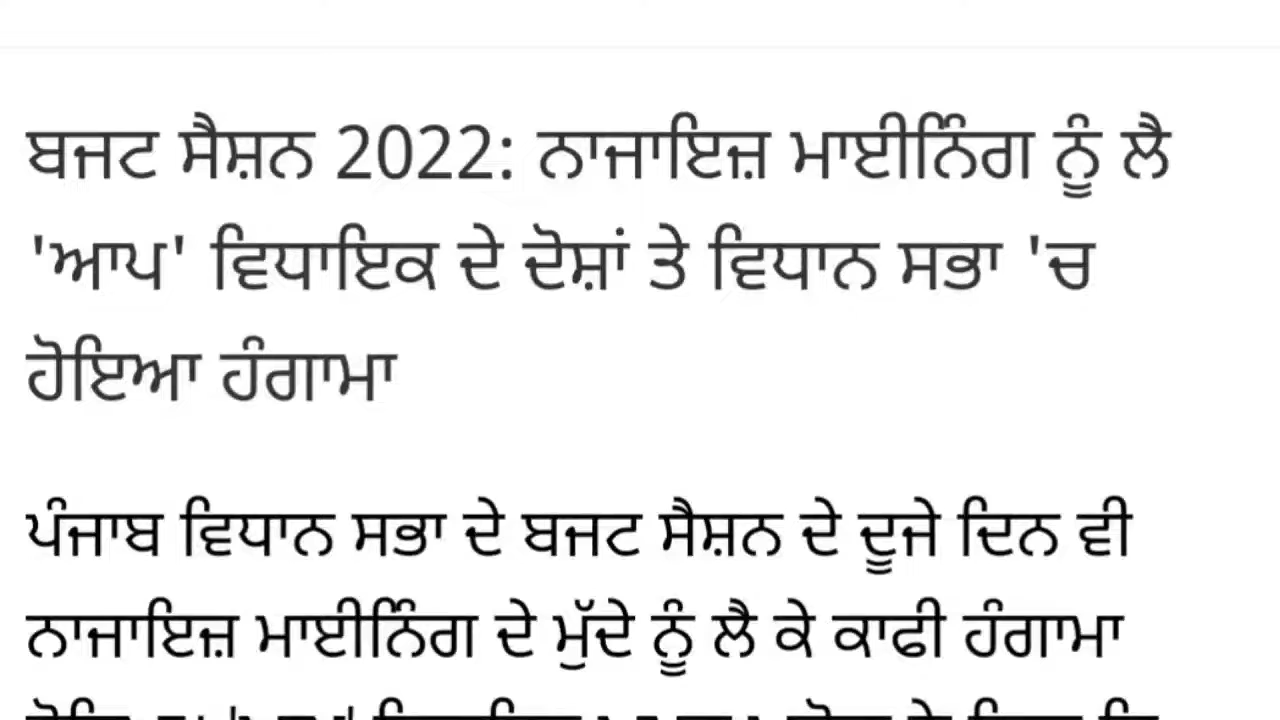 ਬਜਟ ਸੈਸ਼ਨ 2022: ਨਾਜਾਇਜ਼ ਮਾਈਨਿੰਗ ਨੂੰ ਲੈ
'ਆਪ' ਵਿਧਾਇਕ ਦੇ ਦੋਸ਼ਾਂ ਤੇ ਵਿਧਾਨ ਸਭਾ 'ਚ
ਹੋਇਆ ਹੰਗਾਮਾ
ਪੰਜਾਬ ਵਿਧਾਨ ਸਭਾ ਦੇ ਬਜਟ ਸੈਸ਼ਨ ਦੇ ਦੂਜੇ ਦਿਨ ਵੀ
ਨਾਜਾਇਜ਼ ਮਾਈਨਿੰਗ ਦੇ ਮੁੱਦੇ ਨੂੰ ਲੈ ਕੇ ਕਾਫੀ ਹੰਗਾਮਾ